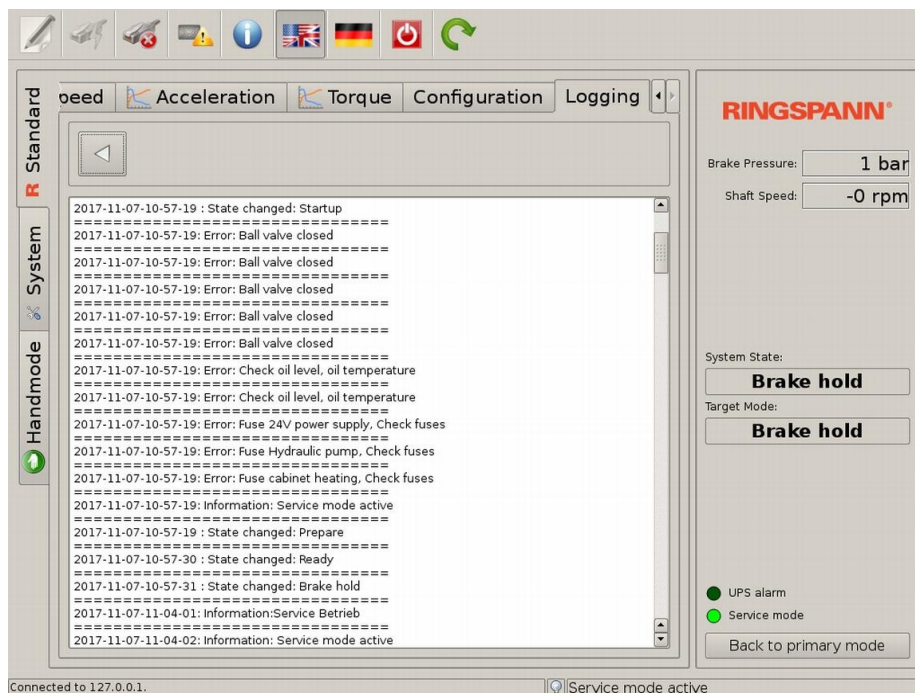 peed
Acceleration
Torque
Configuration
Logging
R Standard
System
Handmode
2017-11-07-10-57-19 : State changed: Startup
===================================
2017-11-07-10-57-19: Error: Ball valve closed
===================================
2017-11-07-10-57-19: Error: Ball valve closed
===================================
2017-11-07-10-57-19: Error: Ball valve closed
===================================
2017-11-07-10-57-19: Error: Ball valve closed
===================================
2017-11-07-10-57-19: Error: Ball valve closed
===================================
2017-11-07-10-57-19: Error: Check oil level, oil temperature
===================================
2017-11-07-10-57-19: Error: Check oil level, oil temperature
===================================
2017-11-07-10-57-19: Error: Fuse 24V power supply, Check fuses
===================================
2017-11-07-10-57-19: Error: Fuse Hydraulic pump, Check fuses
===================================
2017-11-07-10-57-19: Error: Fuse cabinet heating, Check fuses
===================================
2017-11-07-10-57-19: Information: Service mode active
===================================
2017-11-07-10-57-19 : State changed: Prepare
===================================
2017-11-07-10-57-30 : State changed: Ready
===================================
2017-11-07-10-57-31 : State changed: Brake hold
===================================
2017-11-07-11-04-01: Information:Service Betrieb
===================================
2017-11-07-11-04-02: Information: Service mode active
RINGSPANN®
Brake Pressure: 1 bar
Shaft Speed: -0 rpm
System State:
Brake hold
Target Mode:
Brake hold
UPS alarm
Service mode
Back to primary mode
Connected to 127.0.0.1.
Service mode active